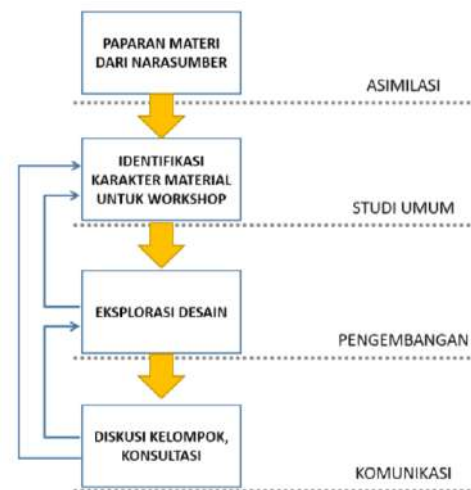 PAPARAN MATERI
DARI NARASUMBER
ASIMILASI
IDENTIFIKASI
KARAKTER MATERIAL
UNTUK WORKSHOP
STUDI UMUM
EKSPLORASI DESAIN
PENGEMBANGAN
DISKUSI KELOMPOK,
KONSULTASI
KOMUNIKASI